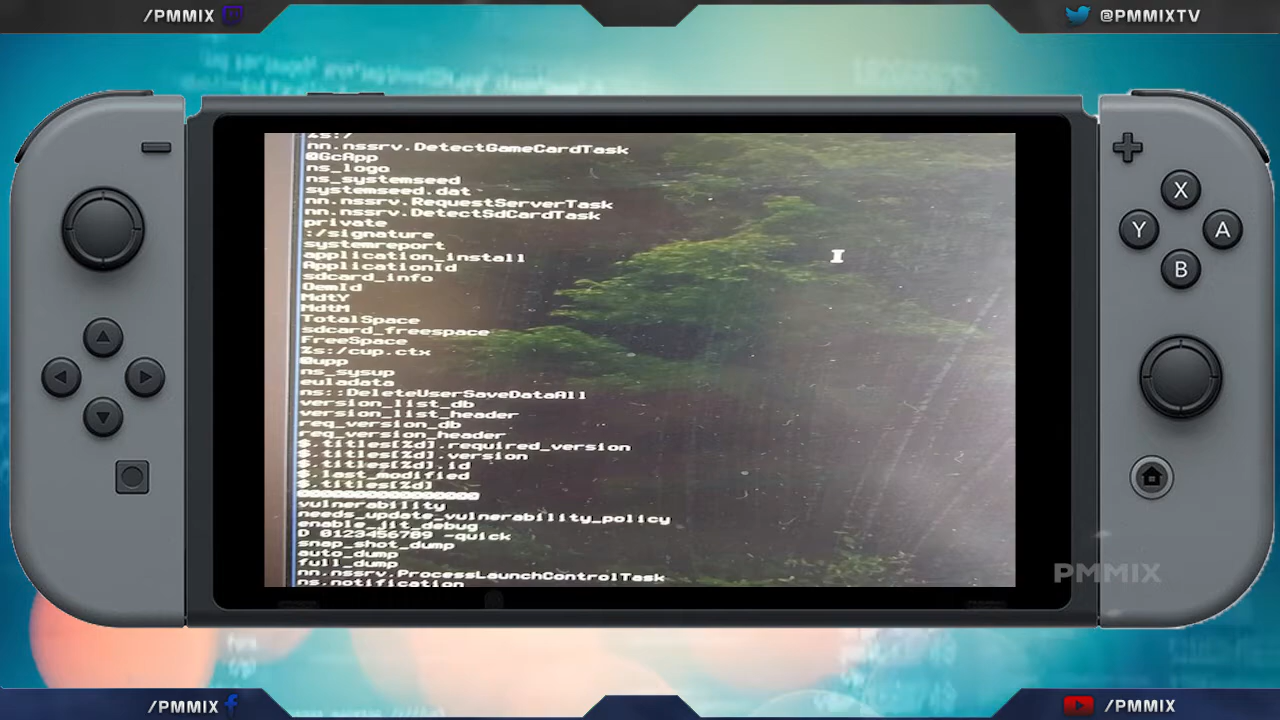 /PMMIX
@PMMIXTV
%s:/
nn.nssrv.DetectGameCardTask
@GcApp
ns_logo
ns_systemseed
systemseed.dat
nn.nssrv.RequestServerTask
nn.nssrv.DetectSdCardTask
private
:/signature
systemreport
application_install
ApplicationId
sdcard_info
OemId
MdtY
MdtM
TotalSpace
sdcard_freespace
FreeSpace
%s:/cup.ctx
@upp
ns_sysup
euladata
ns::DeleteUserSaveDataAll
version_list_db
version_list_header
req_version_db
req_version_header
$.titles[%d].required_version
$.titles[%d].version
$.titles[%d].id
$.last_modified
$.titles[%d]
0000000000000000
vulnerability
needs_update_vulnerability_policy
enable_jit_debug
D 0123456789 -quick
snap_shot_dump
auto_dump
full_dump
nn.nssrv.ProcessLaunchControlTask
ns.notification
X
Y
A
B
PMMIX
/PMMIX
/PMMIX